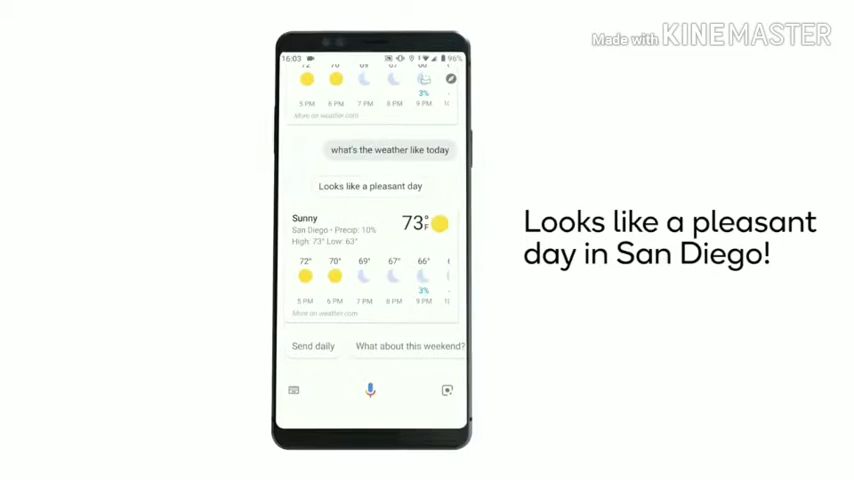 Made with KINEMASTER
16:03 96%
5 PM 6 PM 7 PM 8 PM 9 PM
3%
More on weather.com
what's the weather like today
Looks like a pleasant day
Sunny
San Diego • Precip: 10%
High: 73° Low: 63°
73°F
72° 70° 69° 67° 66°
3%
5 PM 6 PM 7 PM 8 PM 9 PM
More on weather.com
Send daily What about this weekend?
Looks like a pleasant
day in San Diego!